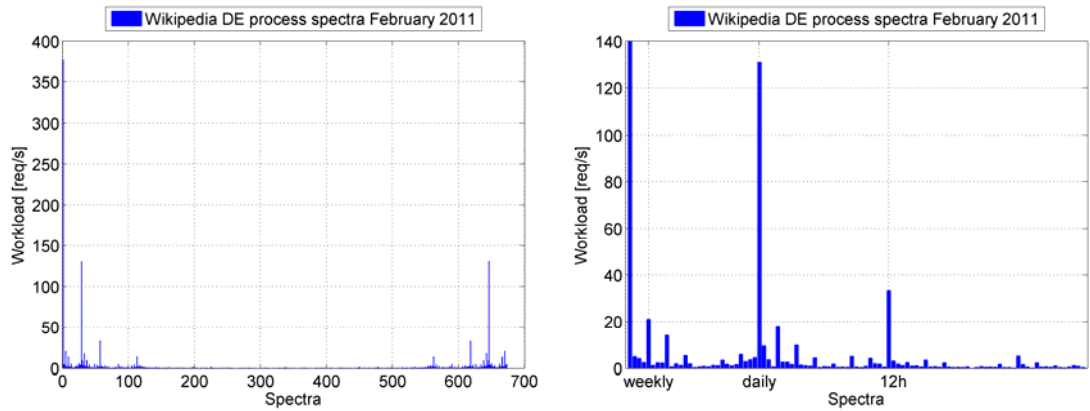 Wikipedia DE process spectra February 2011
400
350
300
250
200
150
100
50
0
Workload [req/s]
0 100 200 300 400 500 600 700
Spectra
Wikipedia DE process spectra February 2011
140
120
100
80
60
40
20
0
Workload [req/s]
weekly daily 12h
Spectra